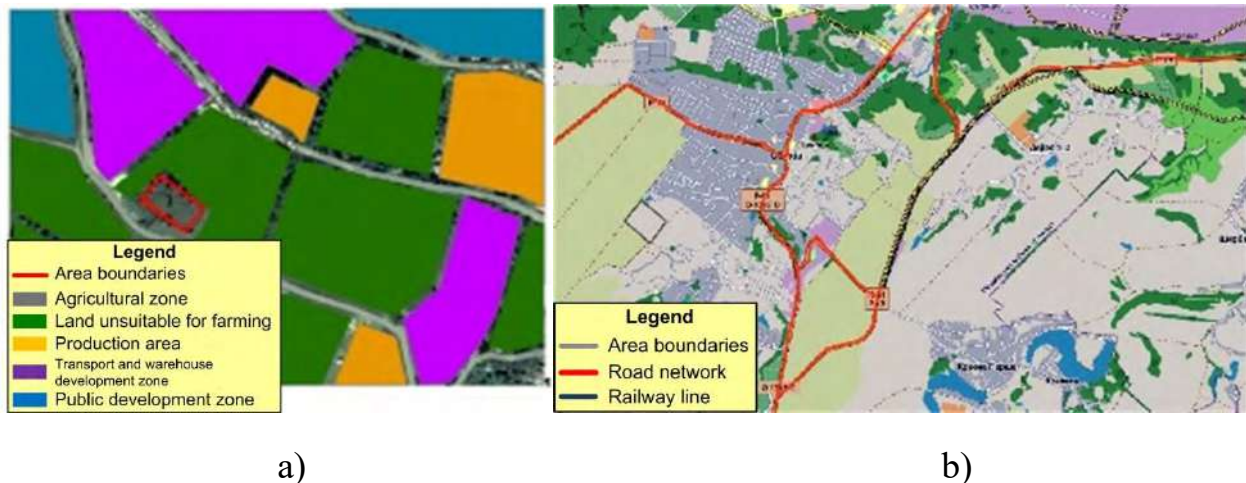 Legend
Area boundaries
Agricultural zone
Land unsuitable for farming
Production area
Transport and warehouse
development zone
Public development zone
Legend
Area boundaries
Road network
Railway line
a)
b)